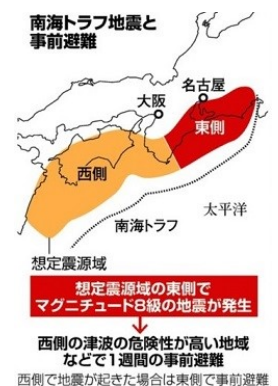 南海トラフ地震と
事前避難
名古屋
大阪
東側
西側
太平洋
南海トラフ
想定震源域
想定震源域の東側で
マグニチュード8級の地震が発生
西側の津波の危険性が高い地域
などで1週間の事前避難
西側で地震が起きた場合は東側で事前避難